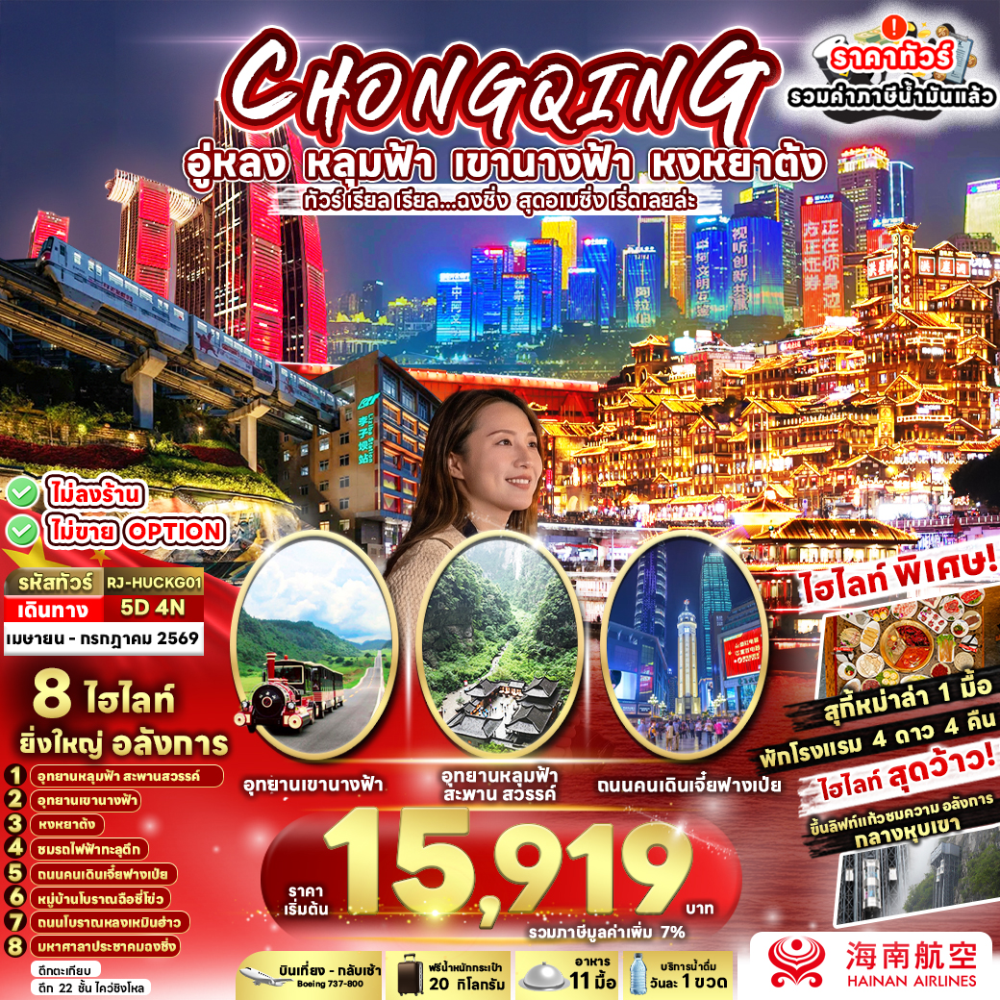 CHONGQING
ราคาทัวร์
รวมค่าภาษีน้ำมันแล้ว
อู่หลง หลุมฟ้า เขานางฟ้า หงหยาต้ง
ทัวร์ เรียล เรียล...ฉงชิ่ง สุดอเมซิ่ง เริ่ดเลยล่ะ
视听创新共赢
正在你身边
方正证券
李子坝站
ไม่ลงร้าน
ไม่ขาย OPTION
รหัสทัวร์ RJ-HUCKG01
เดินทาง 5D 4N
เมษายน - กรกฎาคม 2569
8 ไฮไลท์
ยิ่งใหญ่ อลังการ
1 อุทยานหลุมฟ้า สะพานสวรรค์
2 อุทยานเขานางฟ้า
3 หงหยาต้ง
4 ชมรถไฟฟ้าทะลุตึก
5 ถนนคนเดินเจี่ยฟางเป่ย
6 หมู่บ้านโบราณฉือชี่โข่ว
7 ถนนโบราณหลงเหมินฮ่าว
8 มหาศาลาประชาคมฉงชิ่ง
ตึกตะเกียบ
ตึก 22 ชั้น ไคว่ชิงโหล
อุทยานเขานางฟ้า
อุทยานหลุมฟ้า
สะพาน สวรรค์
ถนนคนเดินเจี๋ยฟางเป่ย
ไฮไลท์ พิเศษ!
สุกี้หม่าล่า 1 มื้อ
พักโรงแรม 4 ดาว 4 คืน
ไฮไลท์ สุดว้าว!
ขึ้นลิฟท์แก้วชมความ อลังการ
กลางหุบเขา
ราคา
เริ่มต้น
15,919
บาท
รวมภาษีมูลค่าเพิ่ม 7%
บินเที่ยง - กลับเช้า
Boeing 737-800
ฟรีน้ำหนักกระเป๋า
20 กิโลกรัม
อาหาร
11 มื้อ
บริการน้ำดื่ม
วันละ 1 ขวด
海南航空
HAINAN AIRLINES